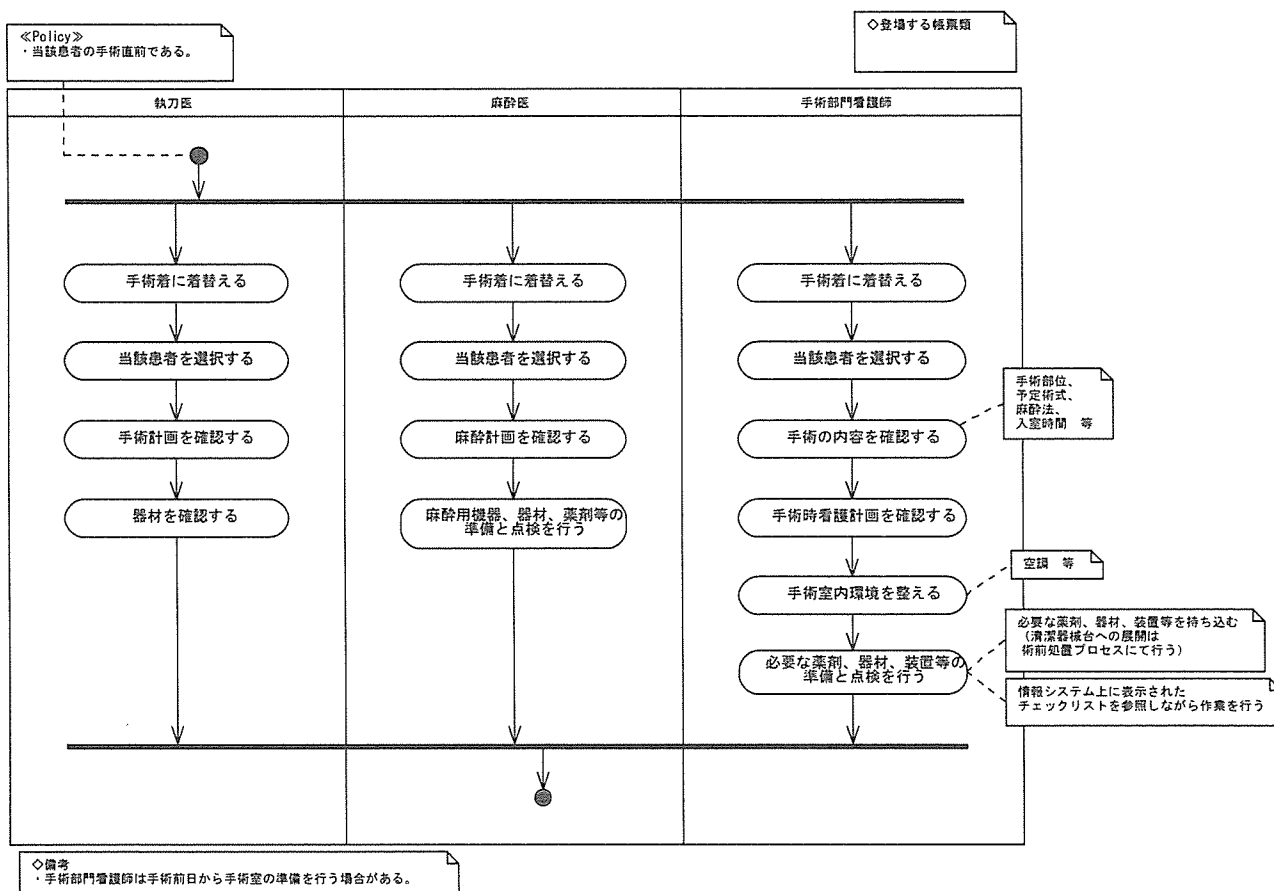 ≪Policy≫
・当該患者の手術直前である。
◇登場する帳票類
執刀医
麻酔医
手術部門看護師
手術着に着替える
手術着に着替える
手術着に着替える
当該患者を選択する
当該患者を選択する
当該患者を選択する
手術部位、
予定術式、
麻酔法、
入室時間 等
手術計画を確認する
麻酔計画を確認する
手術の内容を確認する
器材を確認する
麻酔用機器、器材、薬剤等の
準備と点検を行う
手術時看護計画を確認する
空調 等
手術室内環境を整える
必要な薬剤、器材、装置等を持ち込む
(清潔器械台への展開は
術前処置プロセスにて行う)
必要な薬剤、器材、装置等の
準備と点検を行う
情報システム上に表示された
チェックリストを参照しながら作業を行う
◇備考
・手術部門看護師は手術前日から手術室の準備を行う場合がある。